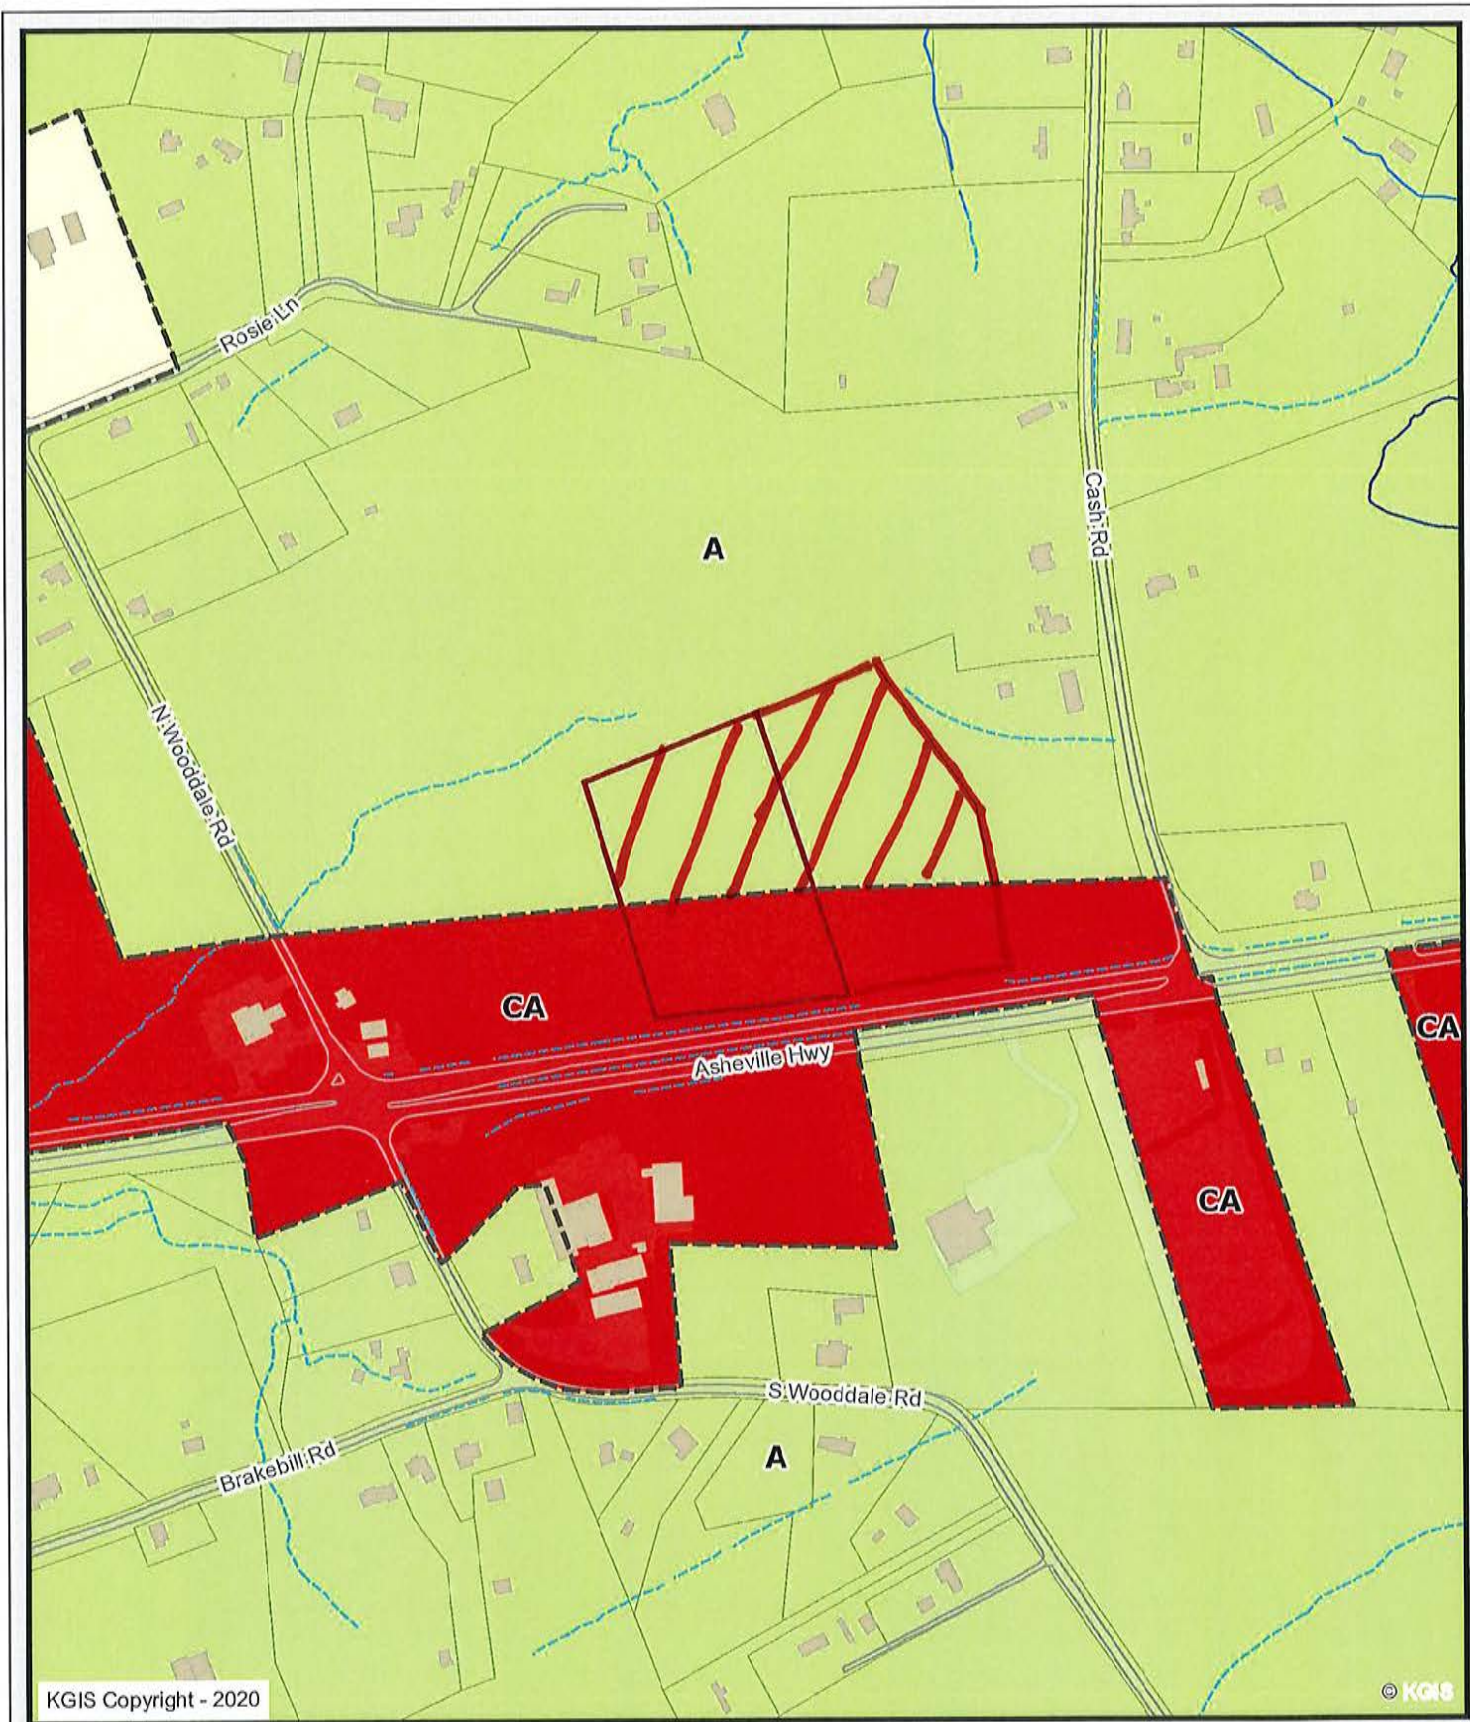 Rosie Ln
Cash Rd
A
N Wooddale Rd
CA
CA
Asheville Hwy
CA
S Wooddale Rd
A
Brakebill Rd
KGIS Copyright - 2020
© KGIS